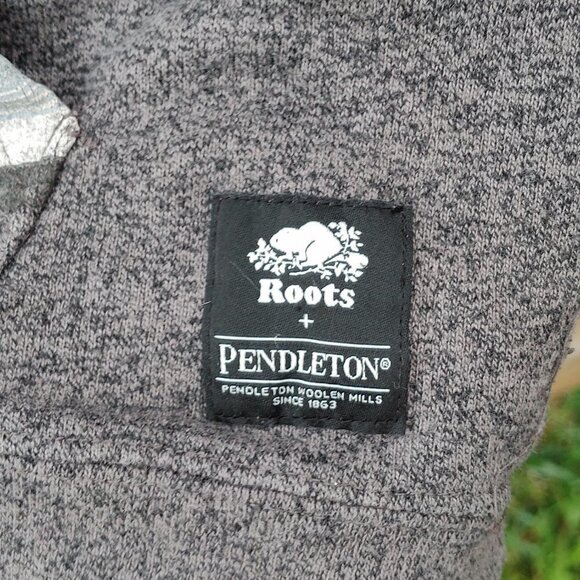 Roots
+
PENDLETON®
PENDLETON WOOLEN MILLS
SINCE 1863